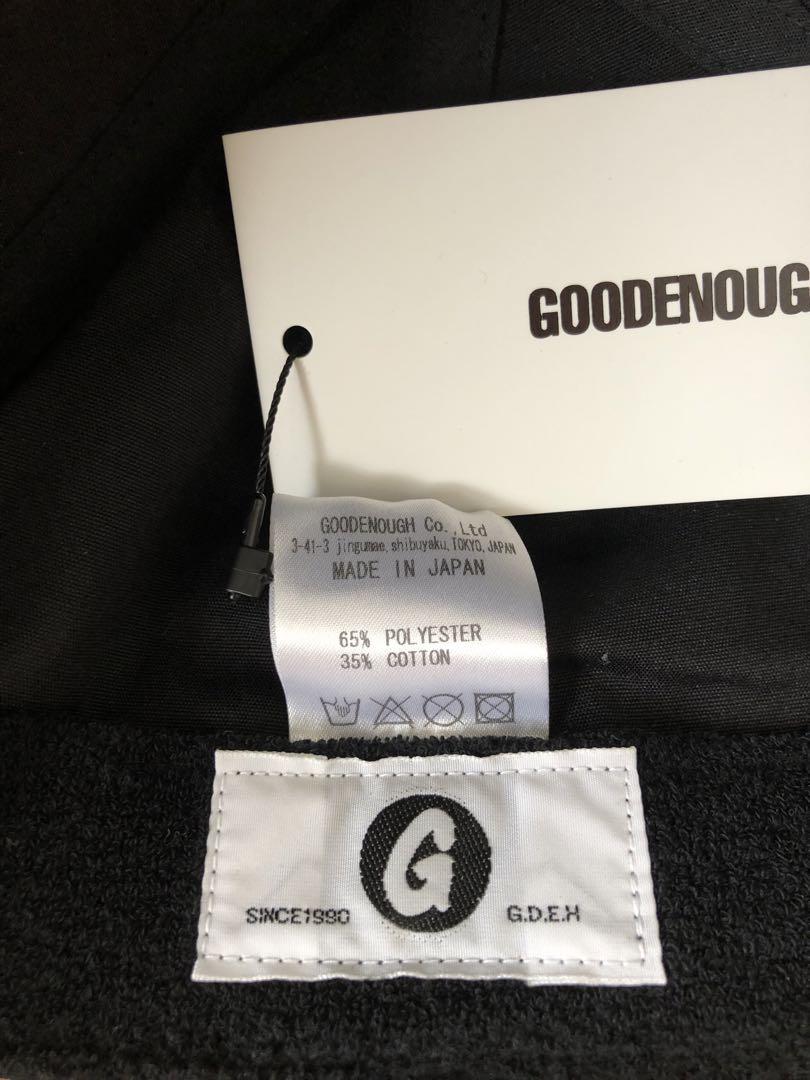 GOODENOUG
GOODENOUGH Co.,Ltd
3-41-3 jingumae, shibuyaku, TOKYO, JAPAN
MADE IN JAPAN
65% POLYESTER
35% COTTON
G
SINCE1990
G.D.E.H